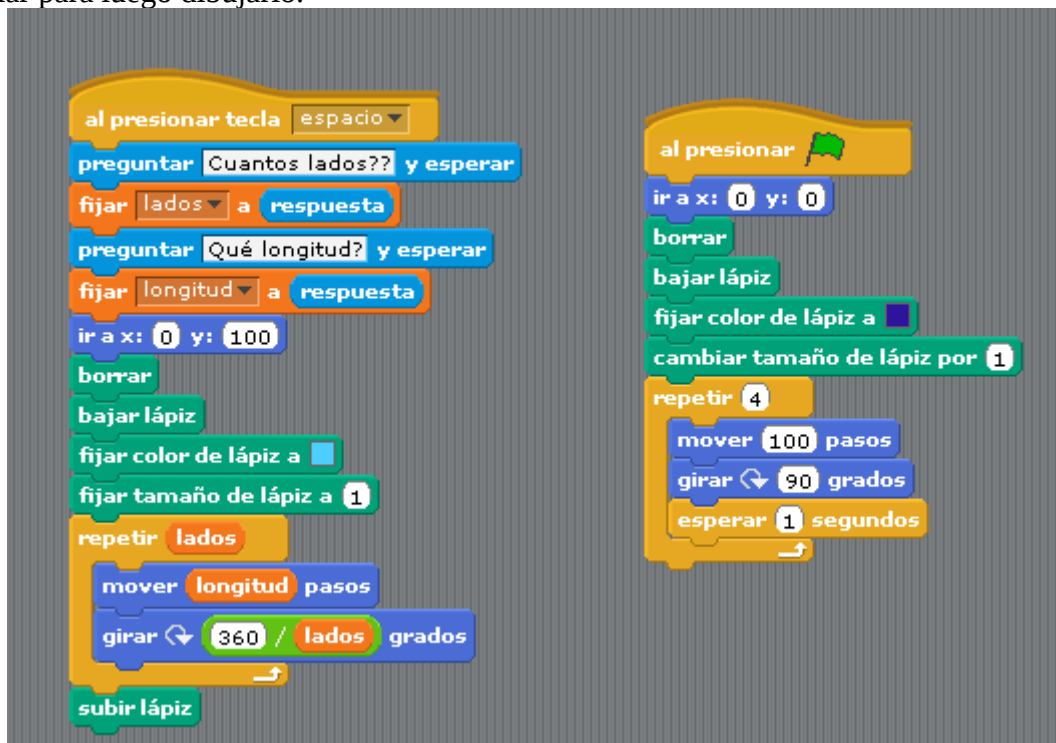 para luego dibujarlo.
al presionar tecla espacio
preguntar Cuantos lados?? y esperar
fijar lados a respuesta
preguntar Qué longitud? y esperar
fijar longitud a respuesta
ir a x: 0 y: 100
borrar
bajar lápiz
fijar color de lápiz a
fijar tamaño de lápiz a 1
repetir lados
mover longitud pasos
girar 360 / lados grados
subir lápiz
al presionar
ir a x: 0 y: 0
borrar
bajar lápiz
fijar color de lápiz a
cambiar tamaño de lápiz por 1
repetir 4
mover 100 pasos
girar 90 grados
esperar 1 segundos